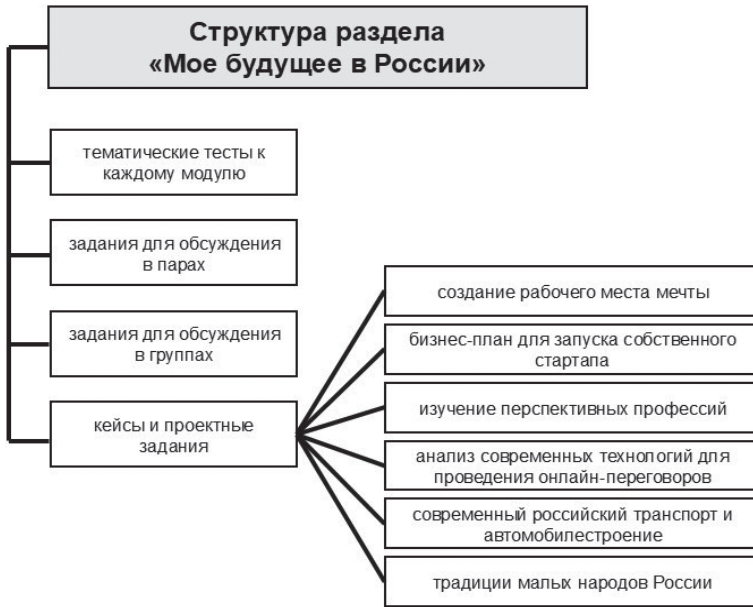 Структура раздела
«Мое будущее в России»
тематические тесты к
каждому модулю
задания для обсуждения
в парах
задания для обсуждения
в группах
кейсы и проектные
задания
создание рабочего места мечты
бизнес-план для запуска собственного
стартапа
изучение перспективных профессий
анализ современных технологий для
проведения онлайн-переговоров
современный российский транспорт и
автомобилестроение
традиции малых народов России